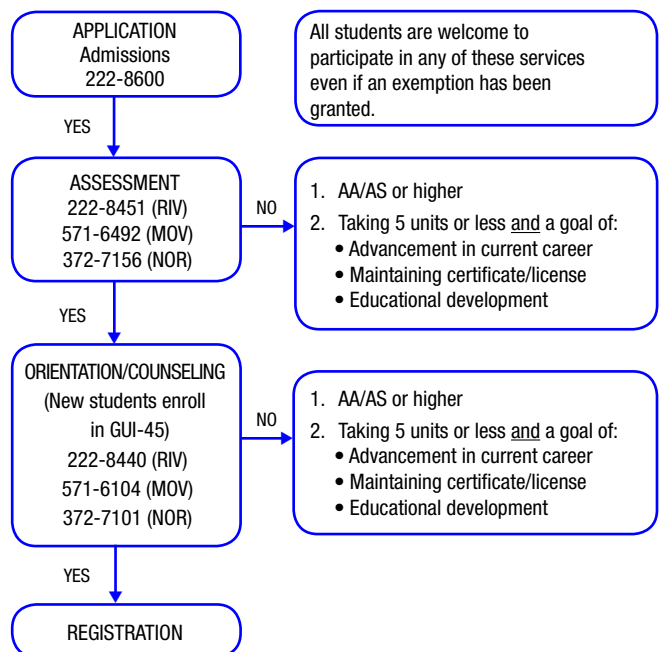 APPLICATION
Admissions
222-8600
All students are welcome to
participate in any of these services
even if an exemption has been
granted.
YES
ASSESSMENT
222-8451 (RIV)
571-6492 (MOV)
372-7156 (NOR)
NO
1. AA/AS or higher
2. Taking 5 units or less and a goal of:
• Advancement in current career
• Maintaining certificate/license
• Educational development
YES
ORIENTATION/COUNSELING
(New students enroll
in GUI-45)
222-8440 (RIV)
571-6104 (MOV)
372-7101 (NOR)
NO
1. AA/AS or higher
2. Taking 5 units or less and a goal of:
• Advancement in current career
• Maintaining certificate/license
• Educational development
YES
REGISTRATION